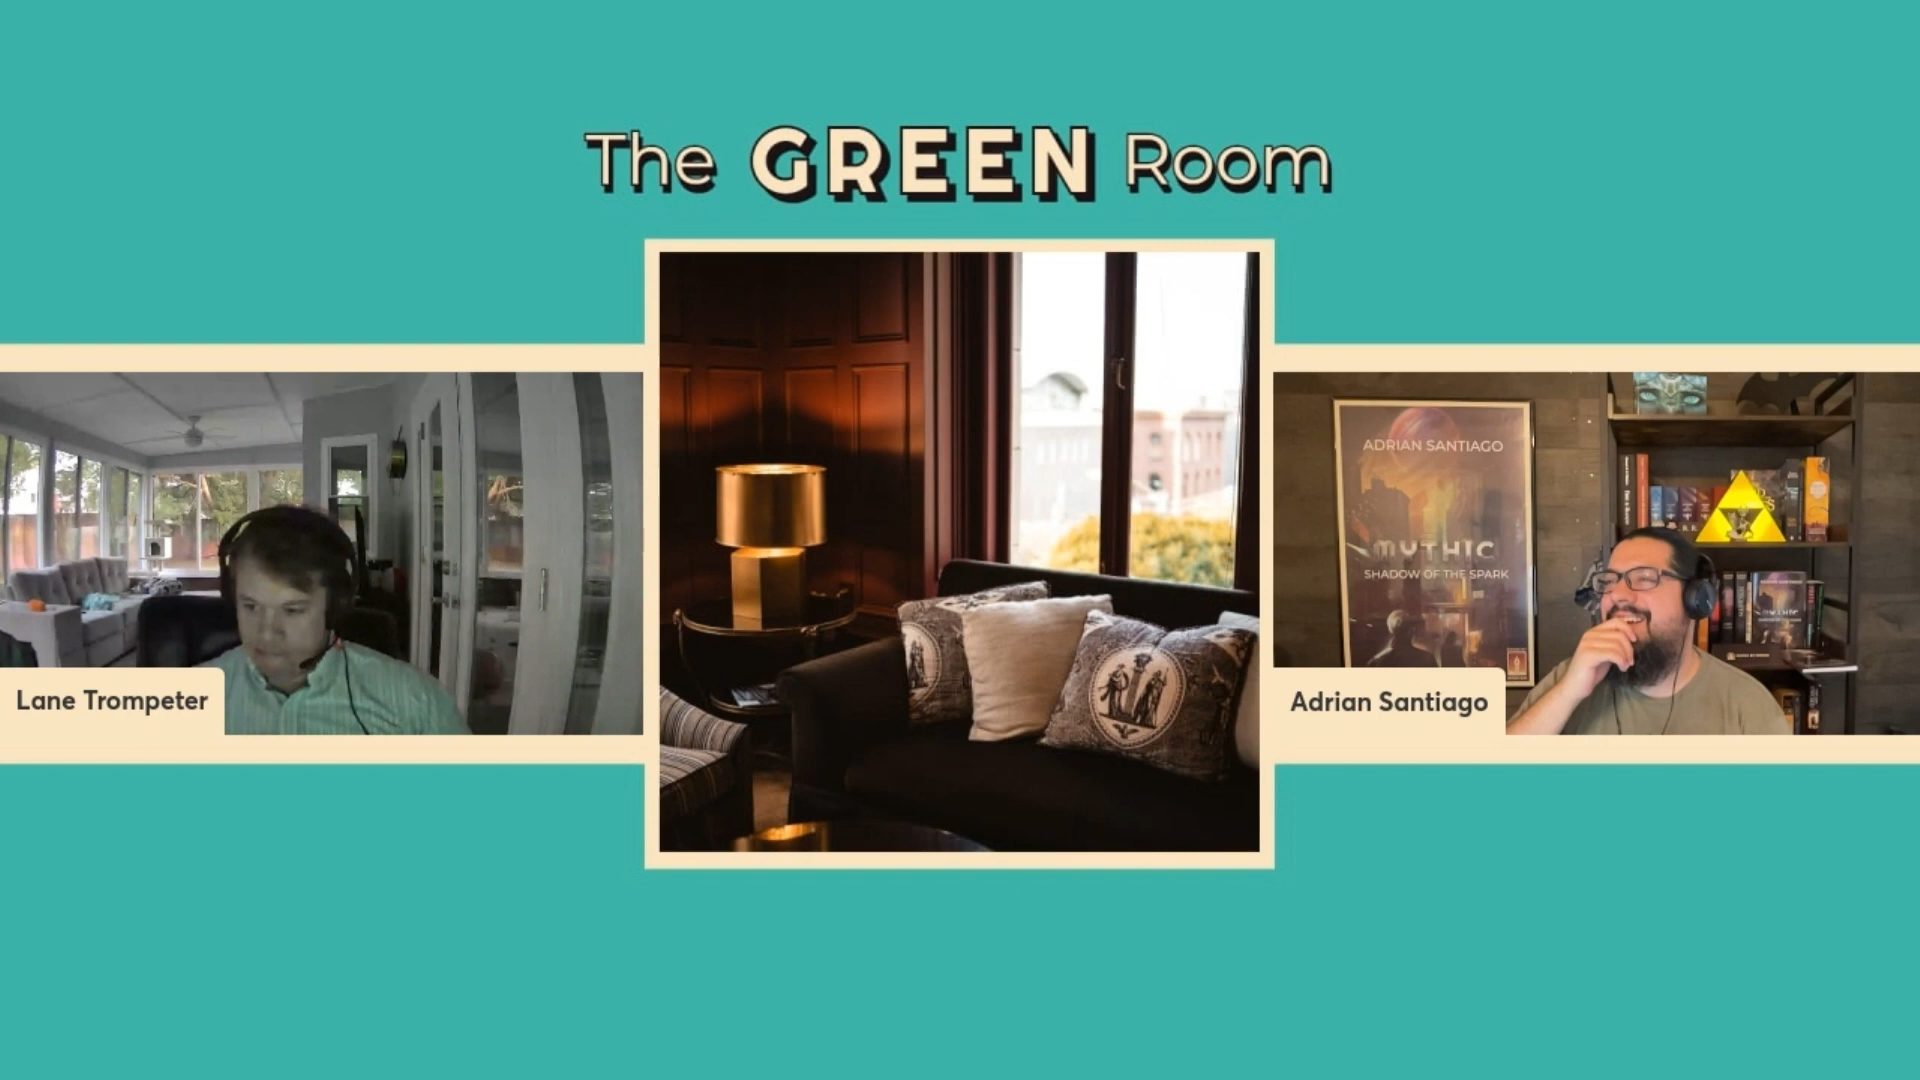 The GREEN Room
ADRIAN SANTIAGO
MYTHIC
SHADOW OF THE SPARK
Lane Trompeter
Adrian Santiago